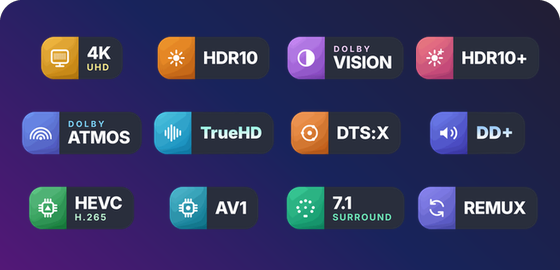 4K
UHD
HDR10
DOLBY
VISION
HDR10+
DOLBY
ATMOS
TrueHD
DTS:X
DD+
HEVC
H.265
AV1
7.1
SURROUND
REMUX